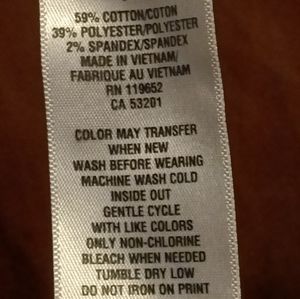 59% COTTON/COTON
39% POLYESTER/POLYESTER
2% SPANDEX/SPANDEX
MADE IN VIETNAM/
FABRIQUE AU VIETNAM
RN 119652
CA 53201
COLOR MAY TRANSFER
WHEN NEW
WASH BEFORE WEARING
MACHINE WASH COLD
INSIDE OUT
GENTLE CYCLE
WITH LIKE COLORS
ONLY NON-CHLORINE
BLEACH WHEN NEEDED
TUMBLE DRY LOW
DO NOT IRON ON PRINT